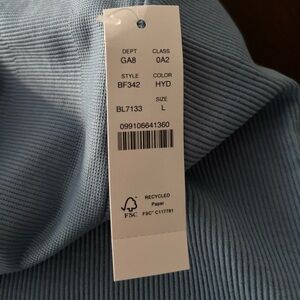 DEPT CLASS
GA8 0A2
STYLE COLOR
BF342 HYD
SIZE
BL7133 L
099106641360
RECYCLED
Paper
FSC
FSC® C117781